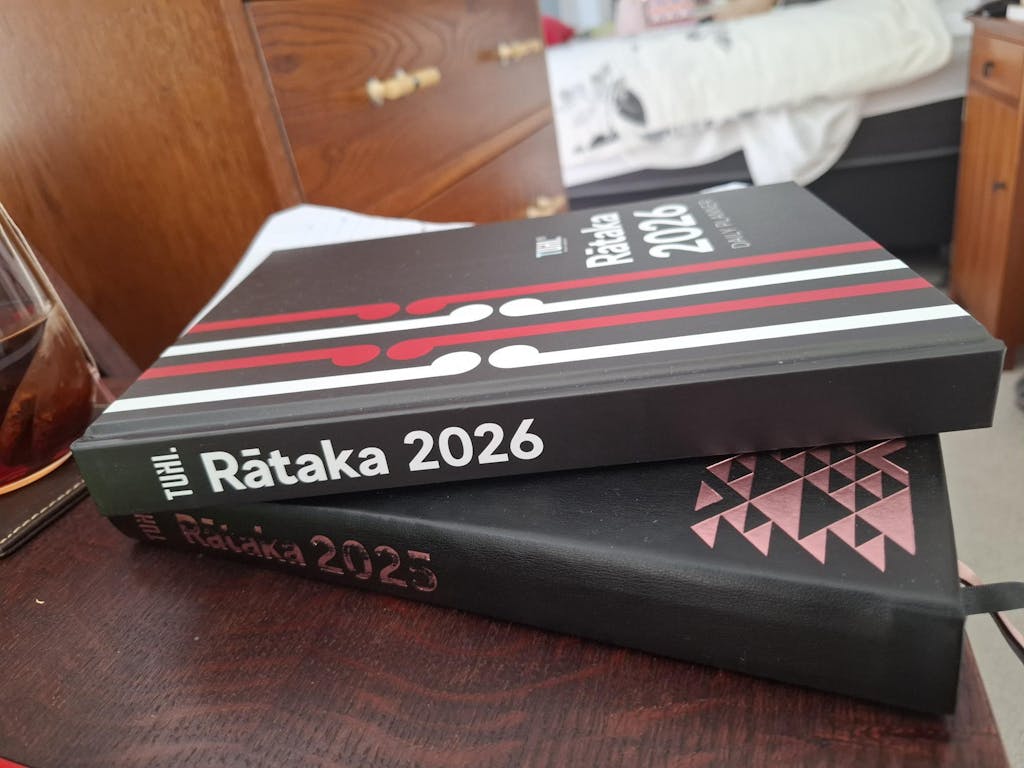 TUHI.
Rātaka
2026
DAILY PLANNER
TUHI.
Rātaka 2026
TUHI
Rātaka 2025